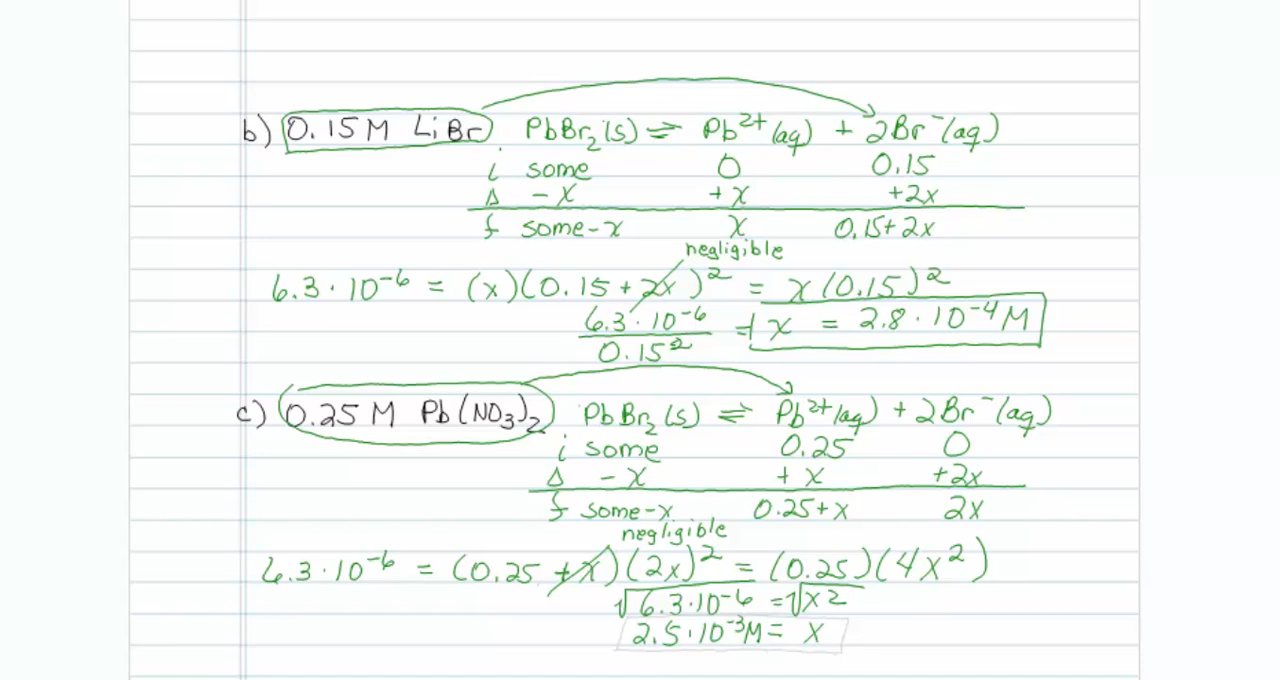 b) 0.15 M LiBr PbBr₂(s) ⇌ Pb²⁺(aq) + 2Br⁻(aq)
i some 0 0.15
Δ -x +x +2x
f some-x x 0.15+2x
negligible
6.3·10⁻⁶ = (x)(0.15 + 2x)² = x(0.15)²
6.3·10⁻⁶ / 0.15² = x = 2.8·10⁻⁴ M
c) 0.25 M Pb(NO₃)₂ PbBr₂(s) ⇌ Pb²⁺(aq) + 2Br⁻(aq)
i some 0.25 0
Δ -x +x +2x
f some-x 0.25+x 2x
negligible
6.3·10⁻⁶ = (0.25 +x)(2x)² = (0.25)(4x²)
√6.3·10⁻⁶ = √x2
2.5·10⁻³M = x